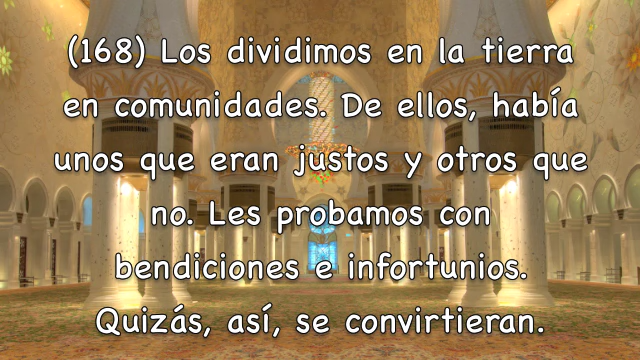 (168) Los dividimos en la tierra
en comunidades. De ellos, había
unos que eran justos y otros que
no. Les probamos con
bendiciones e infortunios.
Quizás, así, se convirtieran.